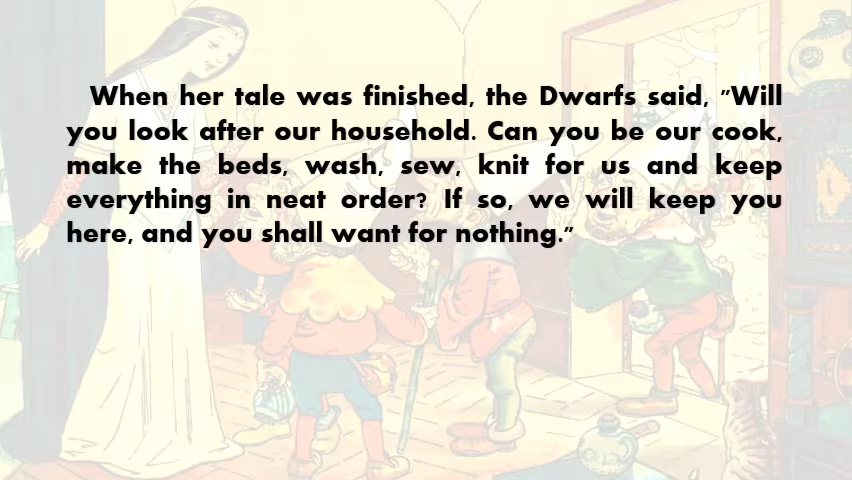 When her tale was finished, the Dwarfs said, "Will
you look after our household. Can you be our cook,
make the beds, wash, sew, knit for us and keep
everything in neat order? If so, we will keep you
here, and you shall want for nothing."